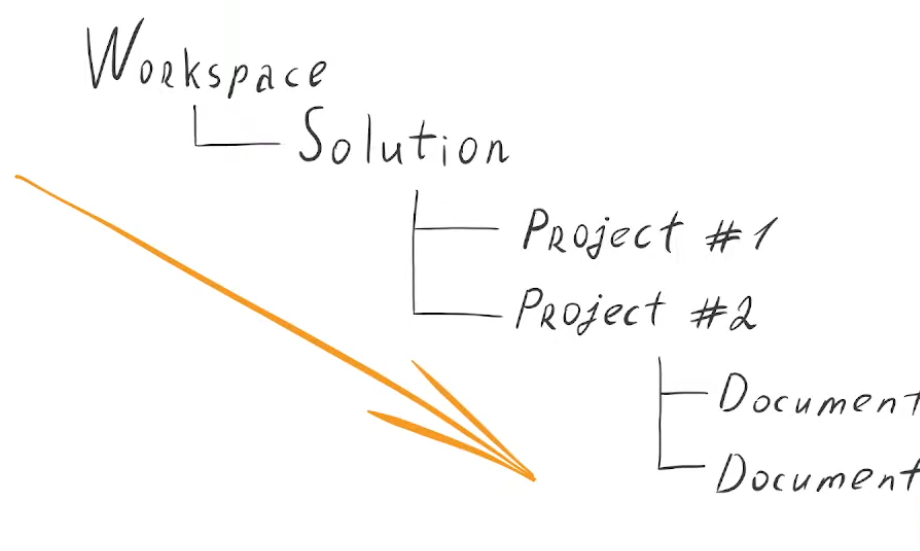 Workspace
Solution
Project #1
Project #2
Document
Document